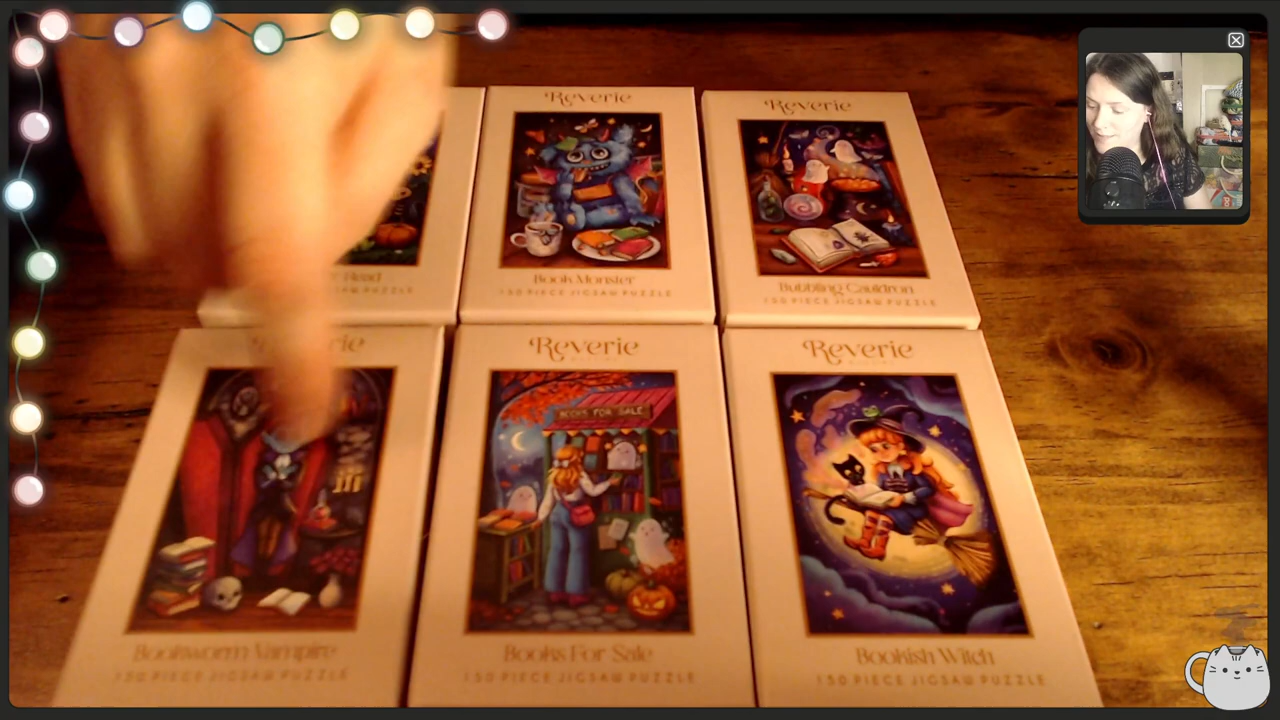 Reverie
Reverie
Read
Book Monster
150 PIECE JIGSAW PUZZLE
Bubbling Cauldron
150 PIECE JIGSAW PUZZLE
Reverie
Reverie
BOOKS FOR SALE
Bookworm Vampire
150 PIECE JIGSAW PUZZLE
Books For Sale
150 PIECE JIGSAW PUZZLE
Bookish Witch
150 PIECE JIGSAW PUZZLE